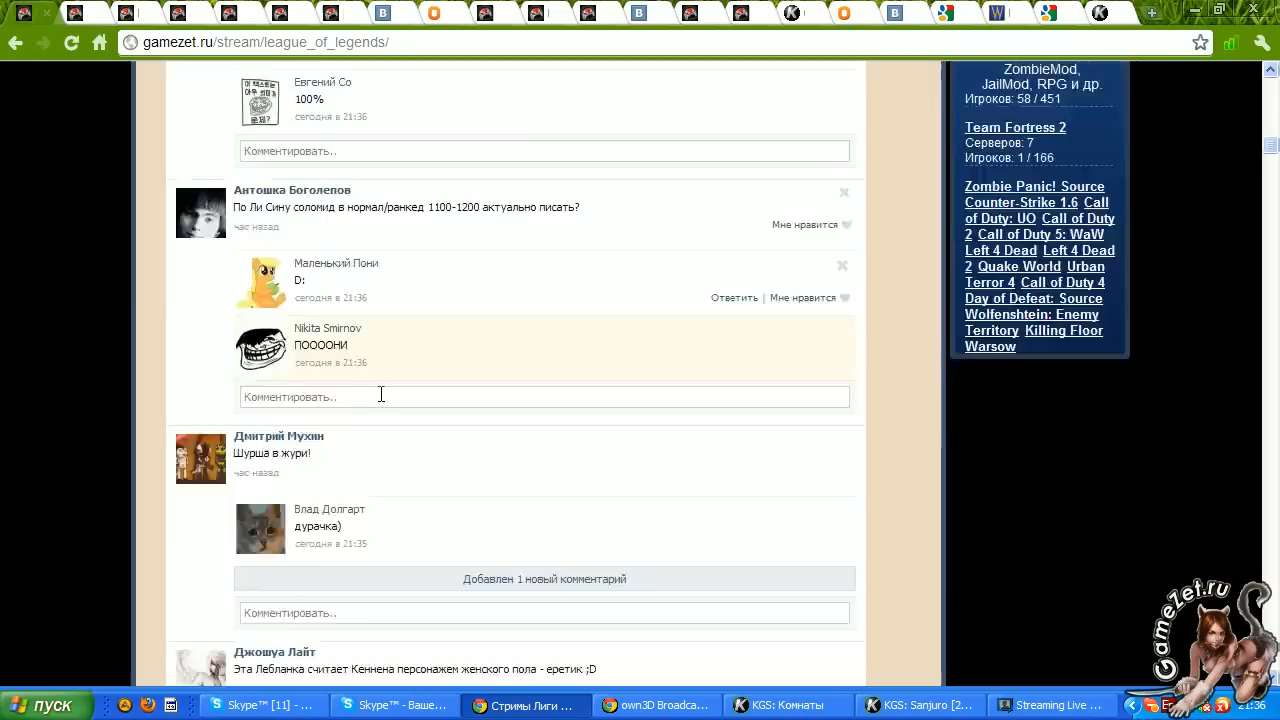 gamezet.ru/stream/league_of_legends/
Евгений Со
100%
сегодня в 21:36
Комментировать..
Антошка Боголепов
По Ли Сину солоиид в нормал/ранкед 1100-1200 актуально писать?
час назад
Мне нравится
Маленький Пони
D:
сегодня в 21:36
Ответить | Мне нравится
Nikita Smirnov
ПООООНИ
сегодня в 21:36
Комментировать..
Дмитрий Мухин
Шурша в жури!
час назад
Влад Долгарт
дурачка)
сегодня в 21:35
Добавлен 1 новый комментарий
Комментировать..
Джошуа Лайт
Эта Лебланка считает Кеннена персонажем женского пола - еретик ;D
ZombieMod,
JailMod, RPG и др.
Игроков: 58 / 451
Team Fortress 2
Серверов: 7
Игроков: 1 / 166
Zombie Panic! Source
Counter-Strike 1.6 Call
of Duty: UO Call of Duty
2 Call of Duty 5: WaW
Left 4 Dead Left 4 Dead
2 Quake World Urban
Terror 4 Call of Duty 4
Day of Defeat: Source
Wolfenshtein: Enemy
Territory Killing Floor
Warsow
GameZet.ru
пуск
Skype™ [11] - ...
Skype™ - Ваш...
Стримы Лиги ...
own3D Broadca...
KGS: Комнаты
KGS: Sanjuro [2...
Streaming Live ...
21:36